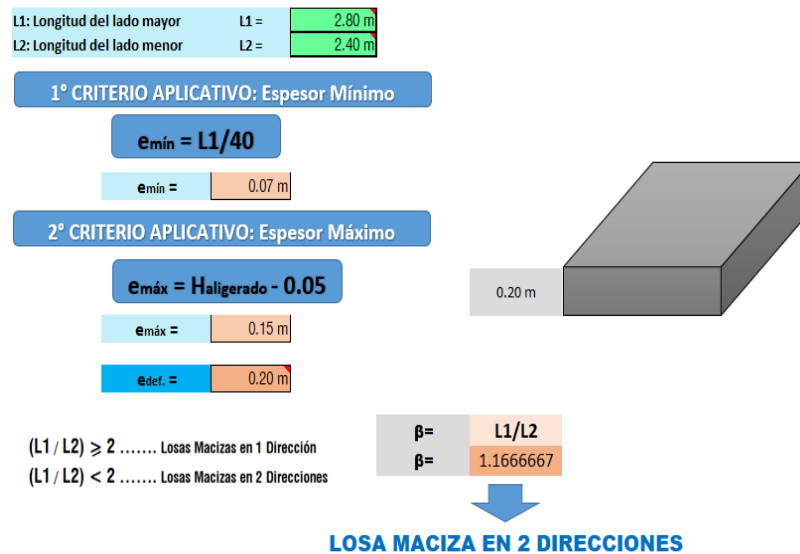 L1: Longitud del lado mayor L1 = 2.80 m
L2: Longitud del lado menor L2 = 2.40 m
1° CRITERIO APLICATIVO: Espesor Mínimo
emín = L1/40
emín = 0.07 m
2° CRITERIO APLICATIVO: Espesor Máximo
emáx = Haligerado - 0.05
0.20 m
emáx = 0.15 m
edef. = 0.20 m
β= L1/L2
(L1 / L2) ⩾ 2 ....... Losas Macizas en 1 Dirección
β= 1.1666667
(L1 / L2) < 2 ....... Losas Macizas en 2 Direcciones
LOSA MACIZA EN 2 DIRECCIONES